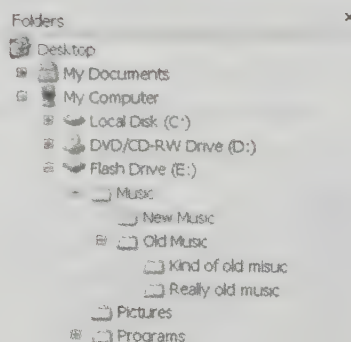 Folders
Desktop
My Documents
My Computer
Local Disk (C:)
DVD/CD-RW Drive (D:)
Flash Drive (E:)
Music
New Music
Old Music
Kind of old misuc
Really old music
Pictures
Programs